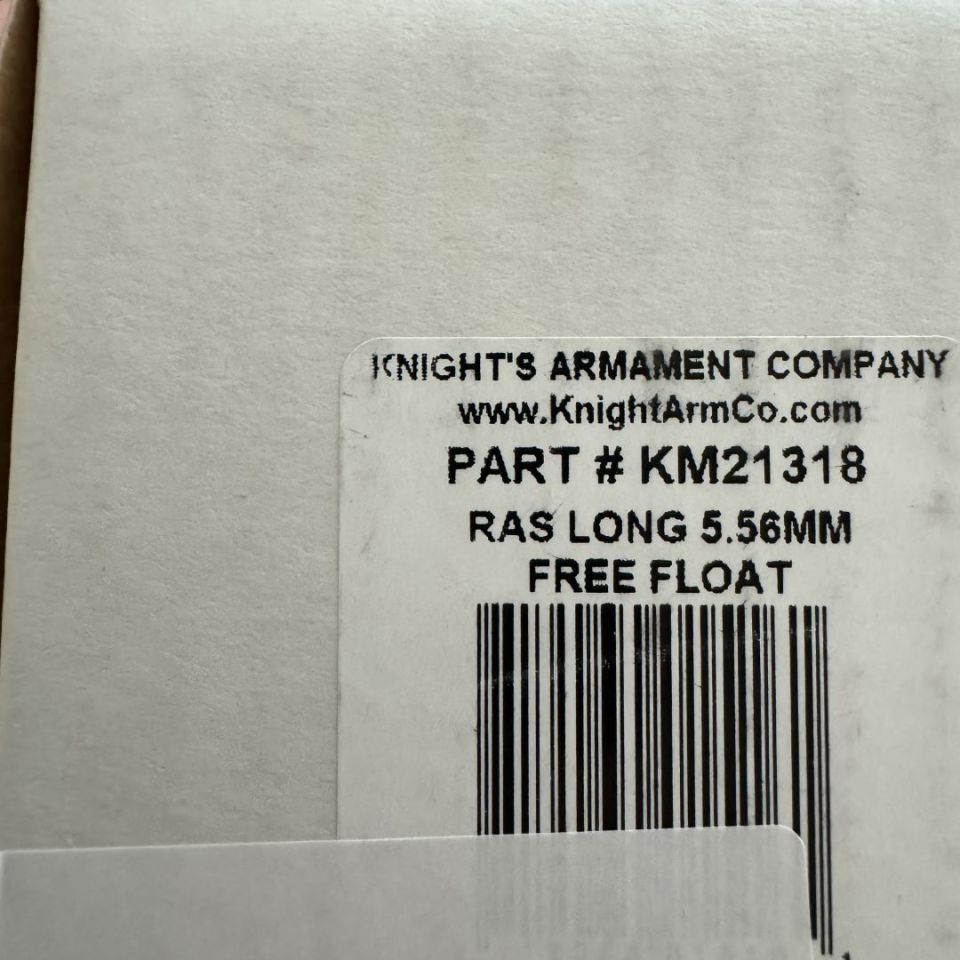 KNIGHT'S ARMAMENT COMPANY
www.KnightArmCo.com
PART # KM21318
RAS LONG 5.56MM
FREE FLOAT